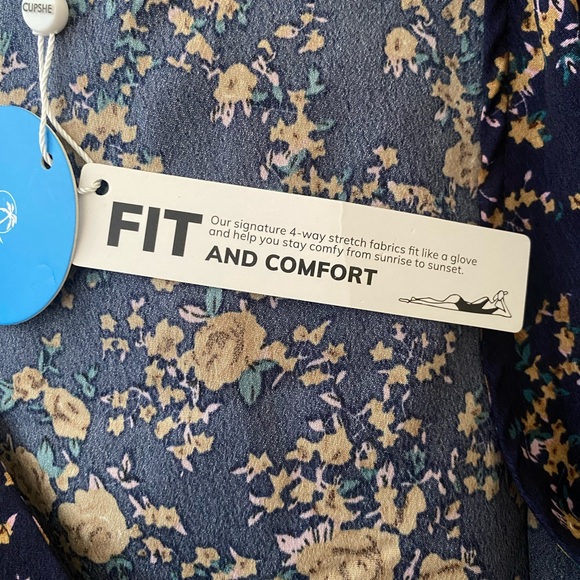 CUPSHE
FIT
Our signature 4-way stretch fabrics fit like a glove
and help you stay comfy from sunrise to sunset.
AND COMFORT